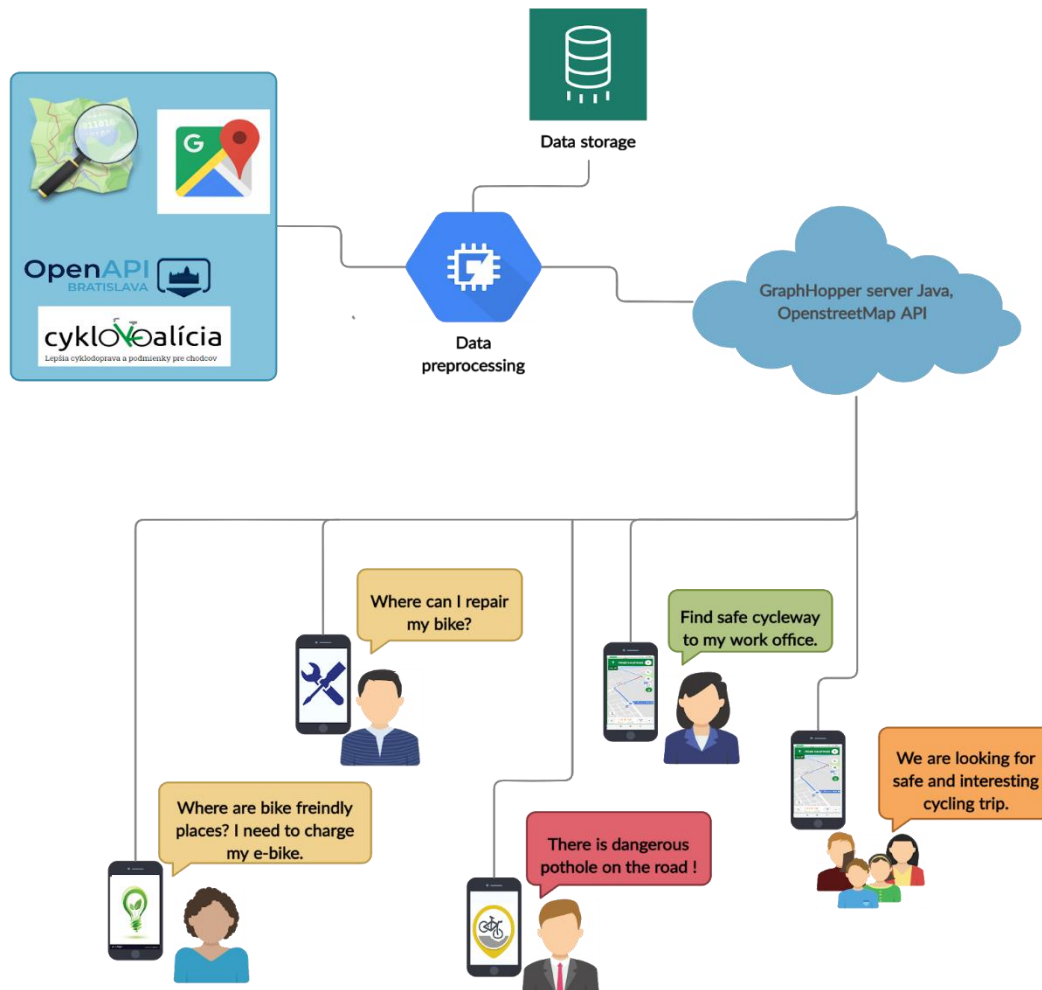 Data storage
G
OpenAPI
BRATISLAVA
cykloKoalícia
Lepšia cyklodoprava a podmienky pre chodcov
Data
preprocessing
GraphHopper server Java,
OpenstreetMap API
Where can I repair
my bike?
Find safe cycleway
to my work office.
We are looking for
safe and interesting
cycling trip.
Where are bike freindly
places? I need to charge
my e-bike.
There is dangerous
pothole on the road !